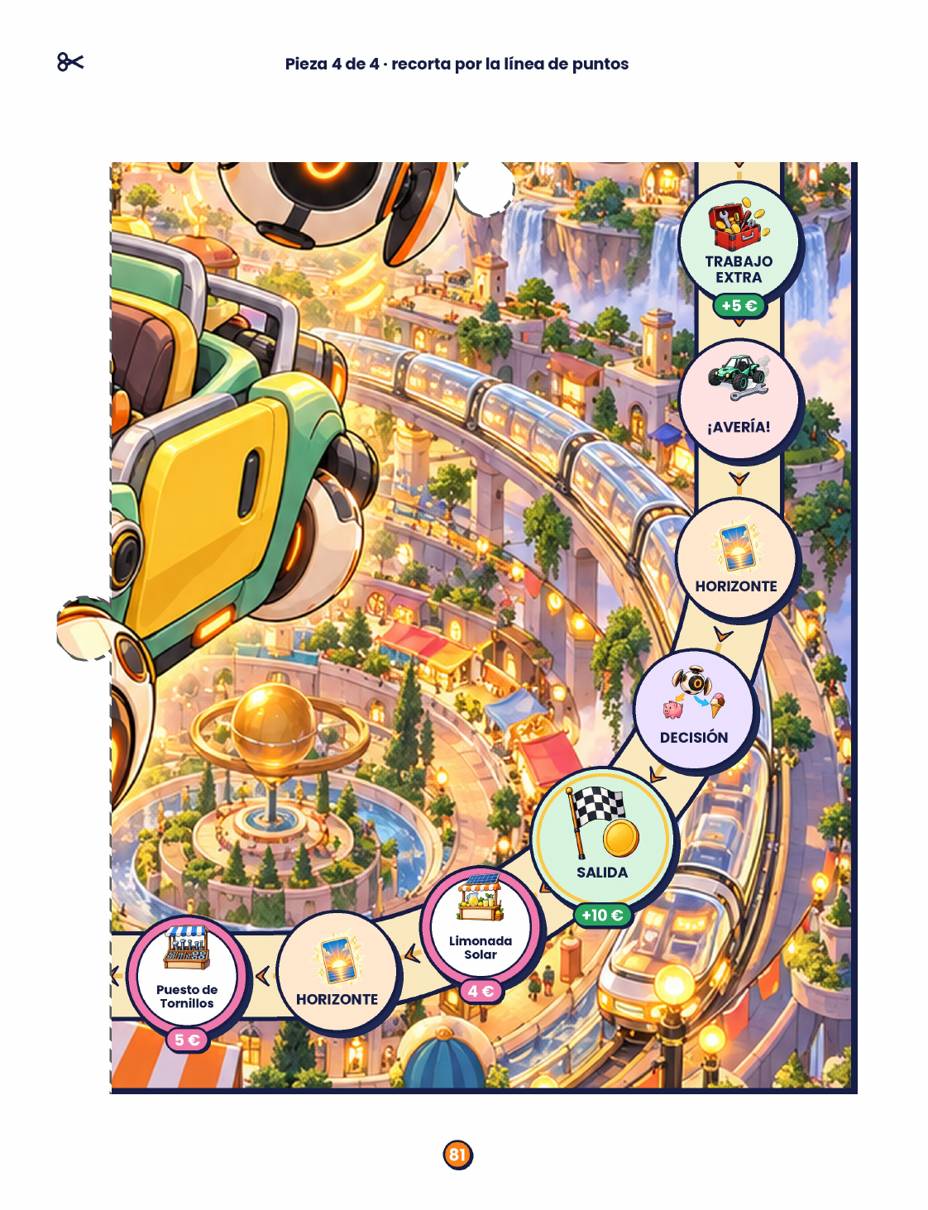 Pieza 4 de 4 · recorta por la línea de puntos
TRABAJO
EXTRA
+5 €
¡AVERÍA!
HORIZONTE
DECISIÓN
SALIDA
+10 €
Limonada
Solar
4 €
HORIZONTE
Puesto de
Tornillos
5 €
81